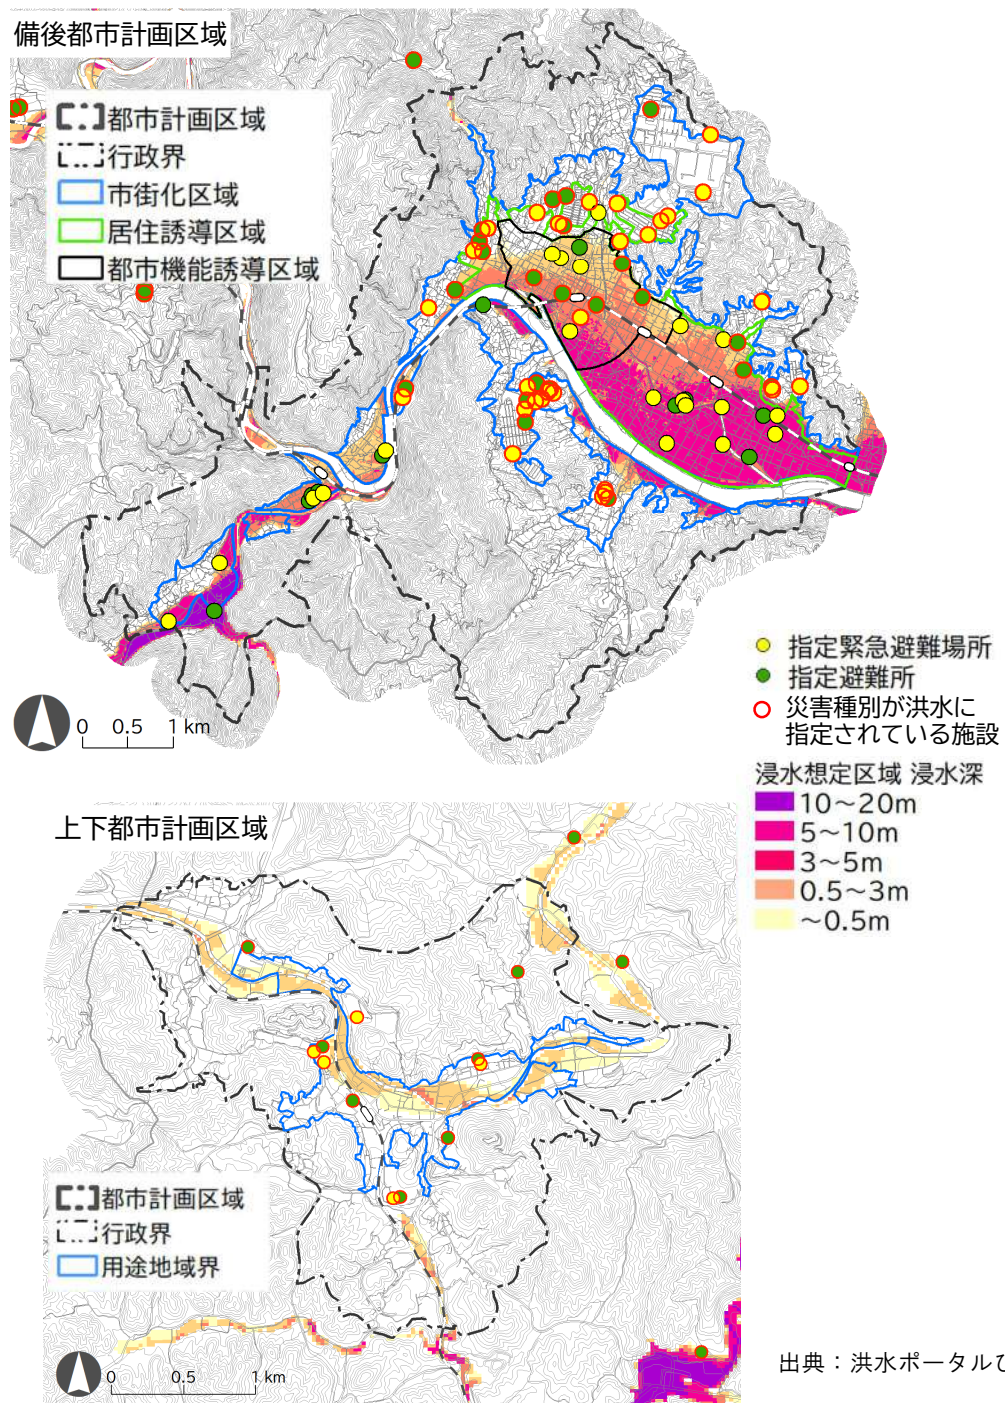 備後都市計画区域
都市計画区域
行政界
市街化区域
居住誘導区域
都市機能誘導区域
0 0.5 1 km
指定緊急避難場所
指定避難所
災害種別が洪水に
指定されている施設
浸水想定区域 浸水深
10～20m
5～10m
3～5m
0.5～3m
～0.5m
上下都市計画区域
都市計画区域
行政界
用途地域界
0 0.5 1 km
出典：洪水ポータルひ